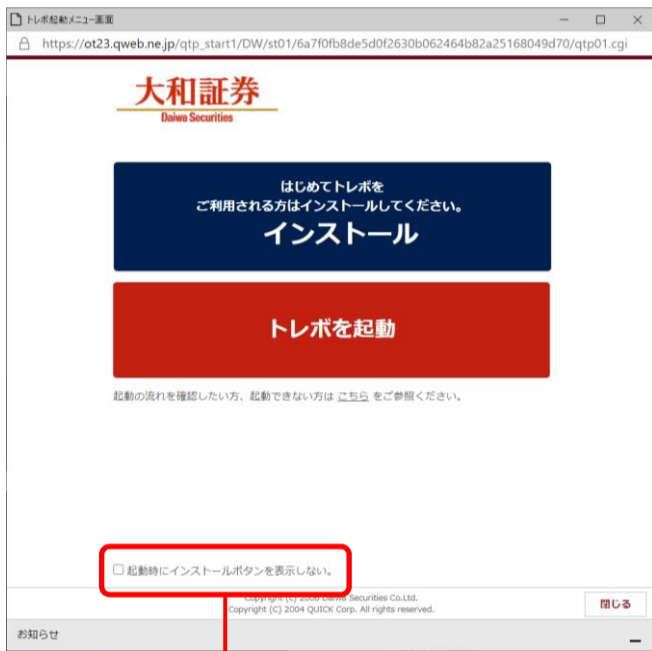 トレボ起動メニュー画面
https://ot23.qweb.ne.jp/qtp_start1/DW/st01/6a7f0fb8de5d0f2630b062464b82a25168049d70/qtp01.cgi
大和証券
Daiwa Securities
はじめてトレボを
ご利用される方はインストールしてください。
インストール
トレボを起動
起動の流れを確認したい方、起動できない方は こちら をご参照ください。
起動時にインストールボタンを表示しない。
Copyright (C) 2006 Daiwa Securities Co.Ltd.
Copyright (C) 2004 QUICK Corp. All rights reserved.
閉じる
お知らせ